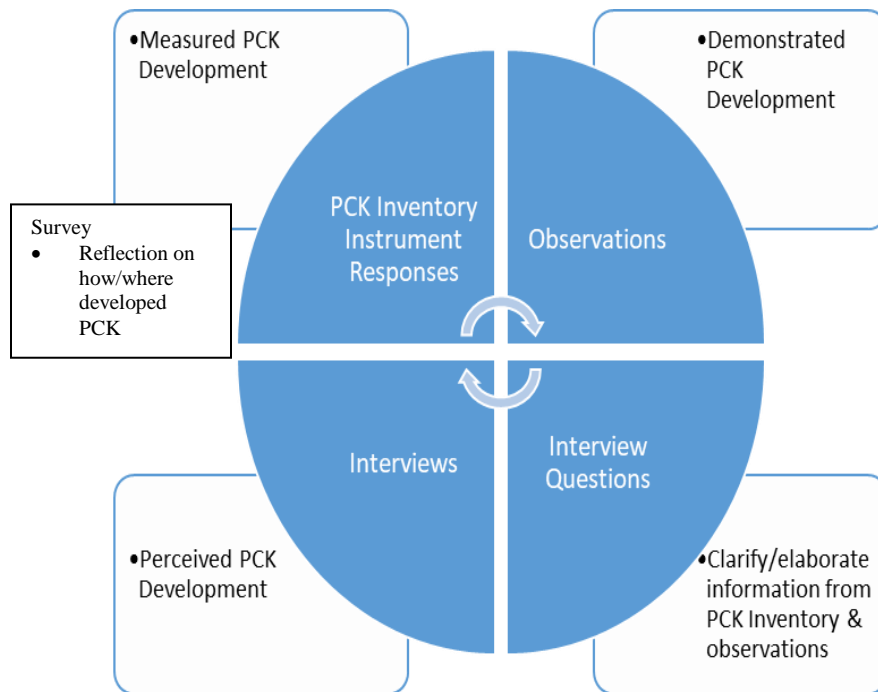 •Measured PCK
Development
•Demonstrated
PCK
Development
Survey
• Reflection on
how/where
developed
PCK
PCK Inventory
Instrument
Responses
Observations
Interviews
Interview
Questions
•Perceived PCK
Development
•Clarify/elaborate
information from
PCK Inventory &
observations